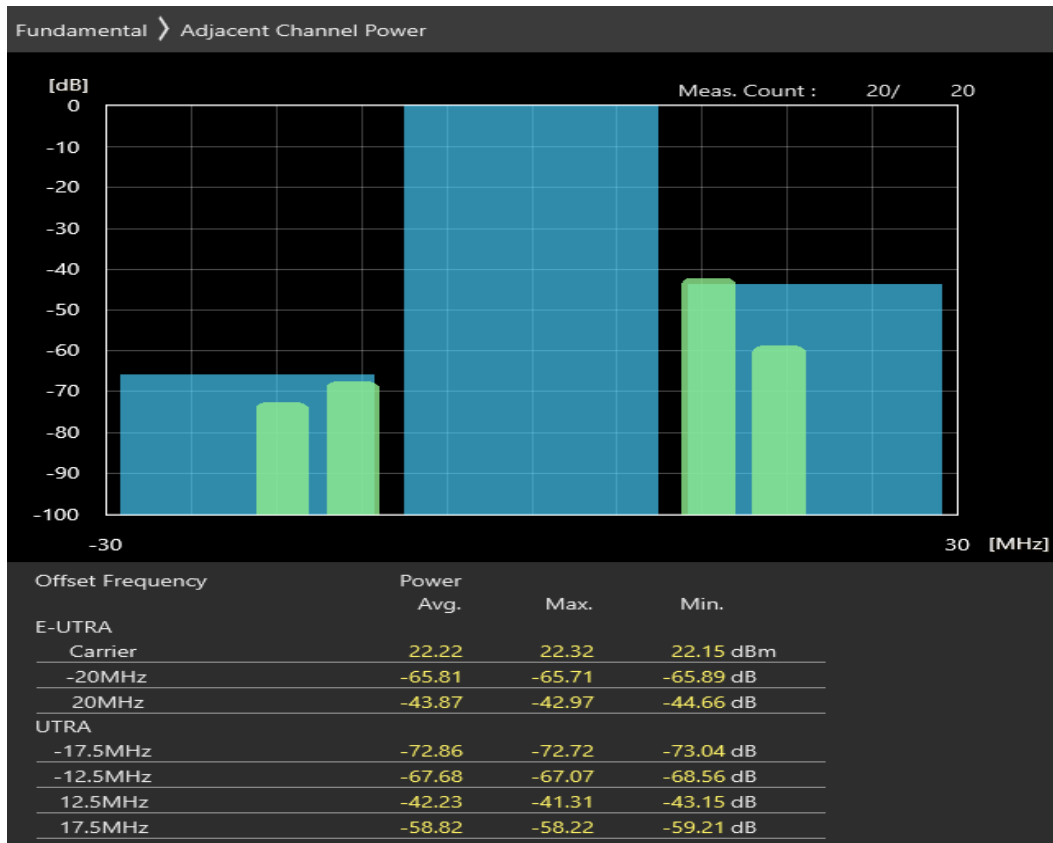 Fundamental 〉 Adjacent Channel Power
[dB]
Meas. Count : 20/ 20
0
-10
-20
-30
-40
-50
-60
-70
-80
-90
-100
-30 30 [MHz]
Offset Frequency Power
Avg. Max. Min.
E-UTRA
Carrier 22.22 22.32 22.15 dBm
-20MHz -65.81 -65.71 -65.89 dB
20MHz -43.87 -42.97 -44.66 dB
UTRA
-17.5MHz -72.86 -72.72 -73.04 dB
-12.5MHz -67.68 -67.07 -68.56 dB
12.5MHz -42.23 -41.31 -43.15 dB
17.5MHz -58.82 -58.22 -59.21 dB